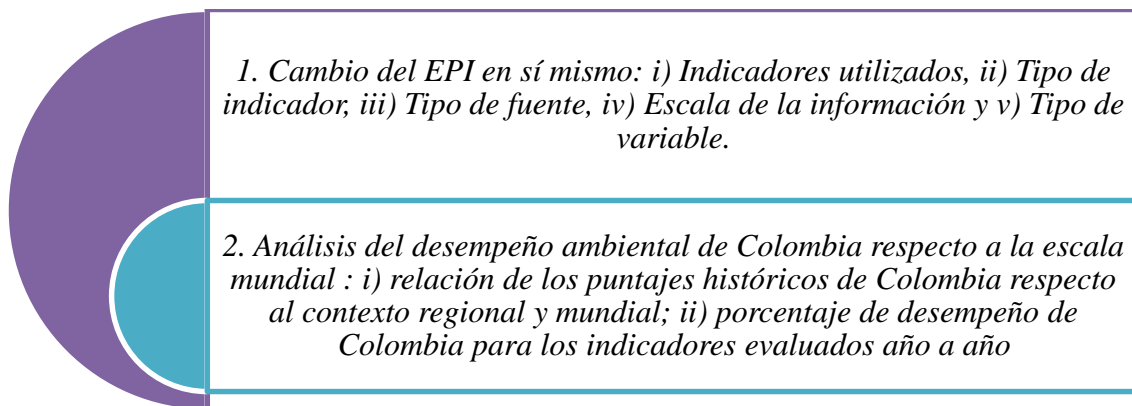 1. Cambio del EPI en sí mismo: i) Indicadores utilizados, ii) Tipo de
indicador, iii) Tipo de fuente, iv) Escala de la información y v) Tipo de
variable.
2. Análisis del desempeño ambiental de Colombia respecto a la escala
mundial : i) relación de los puntajes históricos de Colombia respecto
al contexto regional y mundial; ii) porcentaje de desempeño de
Colombia para los indicadores evaluados año a año